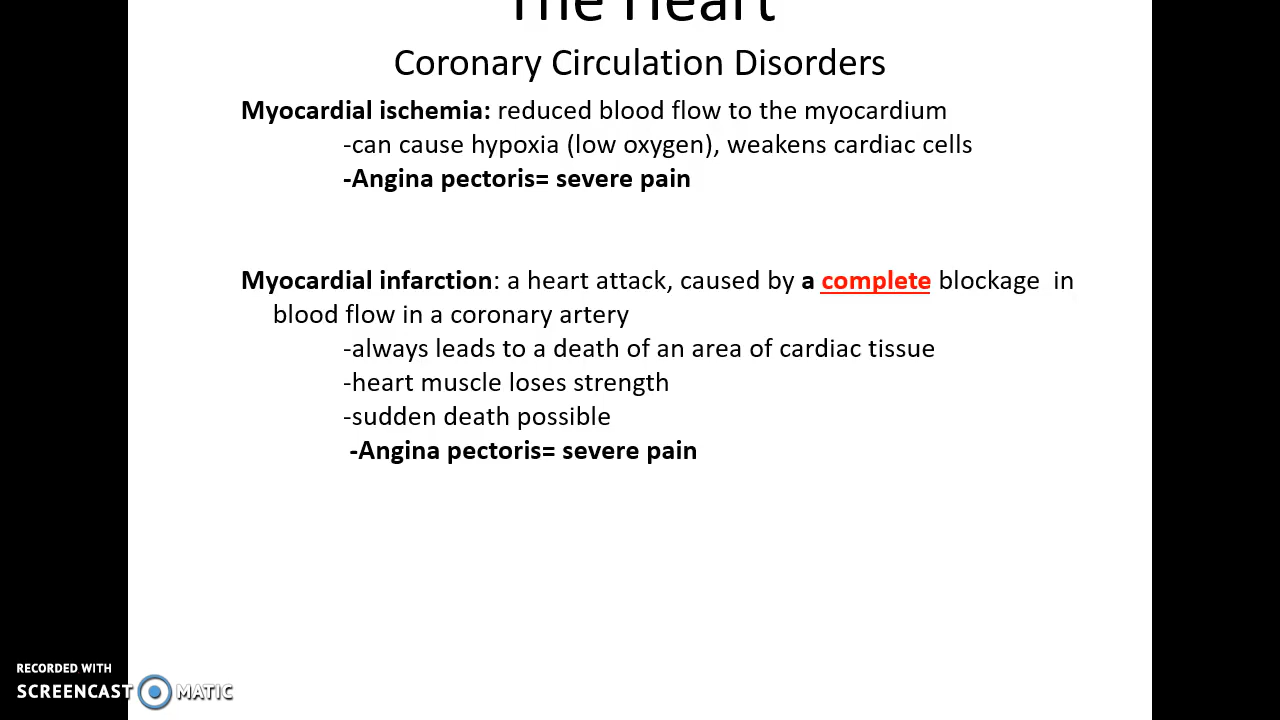 The Heart
Coronary Circulation Disorders
Myocardial ischemia: reduced blood flow to the myocardium
-can cause hypoxia (low oxygen), weakens cardiac cells
-Angina pectoris= severe pain
Myocardial infarction: a heart attack, caused by a complete blockage  in
blood flow in a coronary artery
-always leads to a death of an area of cardiac tissue
-heart muscle loses strength
-sudden death possible
-Angina pectoris= severe pain
RECORDED WITH
SCREENCAST MATIC